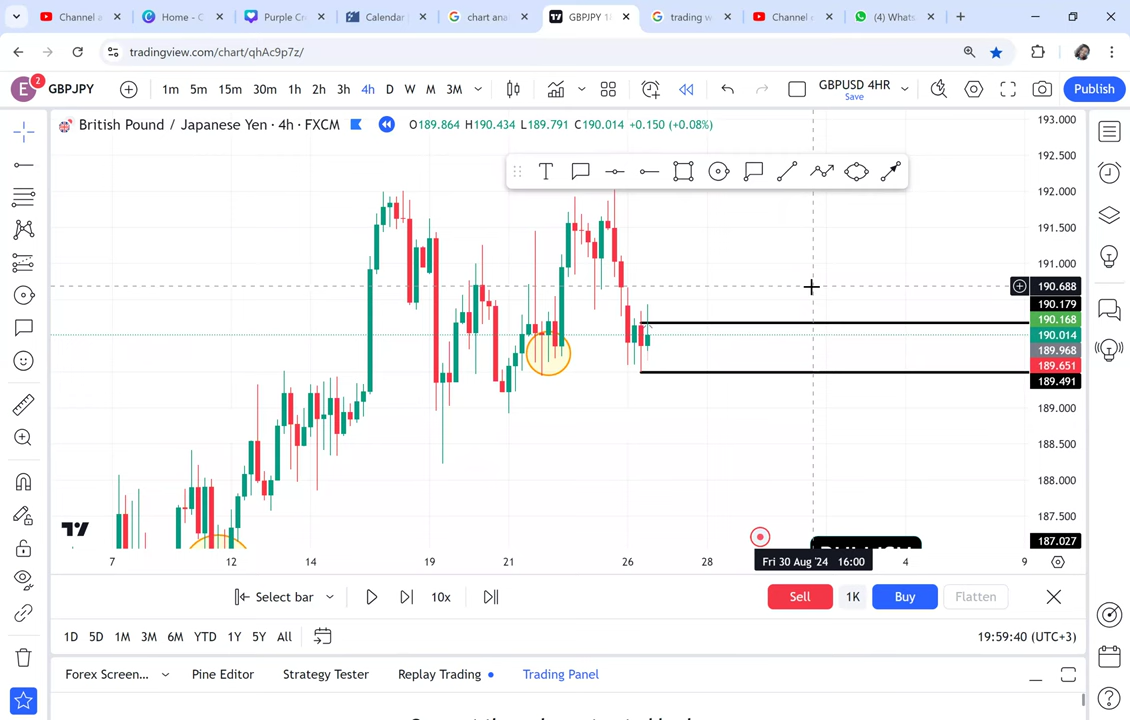 Channel a
Home - C
Purple Cr
Calendar
chart ana
GBPJPY 1
trading w
Channel
(4) Whats
tradingview.com/chart/qhAc9p7z/
E 2 GBPJPY 1m 5m 15m 30m 1h 2h 3h 4h D W M 3M GBPUSD 4HR Publish
Save
British Pound / Japanese Yen · 4h · FXCM O189.864 H190.434 L189.791 C190.014 +0.150 (+0.08%)
T
193.000
192.500
192.000
191.500
191.000
190.688
190.179
190.168
190.014
189.968
189.651
189.491
189.000
188.500
188.000
187.500
187.027
7 12 14 19 21 26 28 Fri 30 Aug '24 16:00 4 9
Select bar 10x Sell 1K Buy Flatten
1D 5D 1M 3M 6M YTD 1Y 5Y All 19:59:40 (UTC+3)
Forex Screen... Pine Editor Strategy Tester Replay Trading Trading Panel